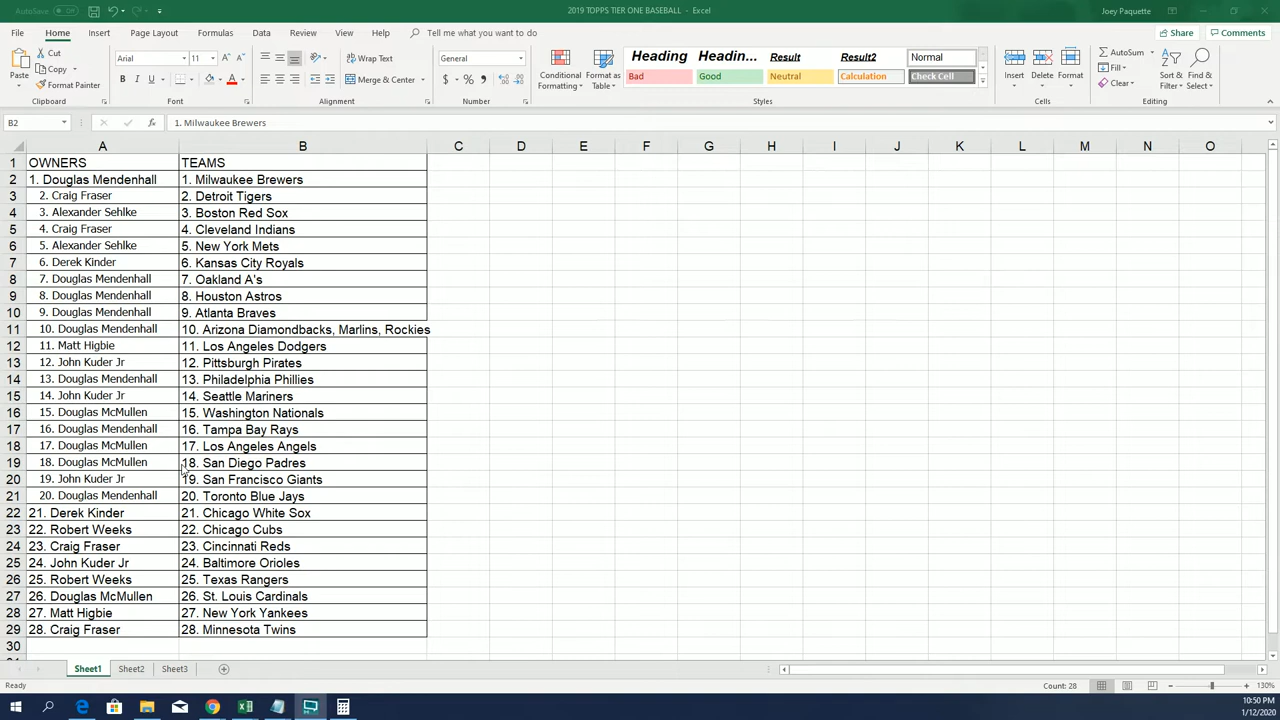 AutoSave Off 2019 TOPPS TIER ONE BASEBALL - Excel Joey Paquette
File Home Insert Page Layout Formulas Data Review View Help Tell me what you want to do Share Comments
Paste Cut Copy Format Painter Clipboard
Arial 11 A A B I U A Font
Wrap Text Merge & Center Alignment
General $ % , Number
Conditional Formatting Format as Table
Heading Headin... Result Result2 Normal
Bad Good Neutral Calculation Check Cell
Styles
Insert Delete Format Cells
AutoSum Fill Clear Sort & Filter Find & Select Editing
B2 fx 1. Milwaukee Brewers
A B C D E F G H I J K L M N O
1 OWNERS TEAMS
2 1. Douglas Mendenhall 1. Milwaukee Brewers
3 2. Craig Fraser 2. Detroit Tigers
4 3. Alexander Sehlke 3. Boston Red Sox
5 4. Craig Fraser 4. Cleveland Indians
6 5. Alexander Sehlke 5. New York Mets
7 6. Derek Kinder 6. Kansas City Royals
8 7. Douglas Mendenhall 7. Oakland A's
9 8. Douglas Mendenhall 8. Houston Astros
10 9. Douglas Mendenhall 9. Atlanta Braves
11 10. Douglas Mendenhall 10. Arizona Diamondbacks, Marlins, Rockies
12 11. Matt Higbie 11. Los Angeles Dodgers
13 12. John Kuder Jr 12. Pittsburgh Pirates
14 13. Douglas Mendenhall 13. Philadelphia Phillies
15 14. John Kuder Jr 14. Seattle Mariners
16 15. Douglas McMullen 15. Washington Nationals
17 16. Douglas Mendenhall 16. Tampa Bay Rays
18 17. Douglas McMullen 17. Los Angeles Angels
19 18. Douglas McMullen 18. San Diego Padres
20 19. John Kuder Jr 19. San Francisco Giants
21 20. Douglas Mendenhall 20. Toronto Blue Jays
22 21. Derek Kinder 21. Chicago White Sox
23 22. Robert Weeks 22. Chicago Cubs
24 23. Craig Fraser 23. Cincinnati Reds
25 24. John Kuder Jr 24. Baltimore Orioles
26 25. Robert Weeks 25. Texas Rangers
27 26. Douglas McMullen 26. St. Louis Cardinals
28 27. Matt Higbie 27. New York Yankees
29 28. Craig Fraser 28. Minnesota Twins
30
Sheet1 Sheet2 Sheet3
Ready Count: 28 130%
10:50 PM
1/12/2020